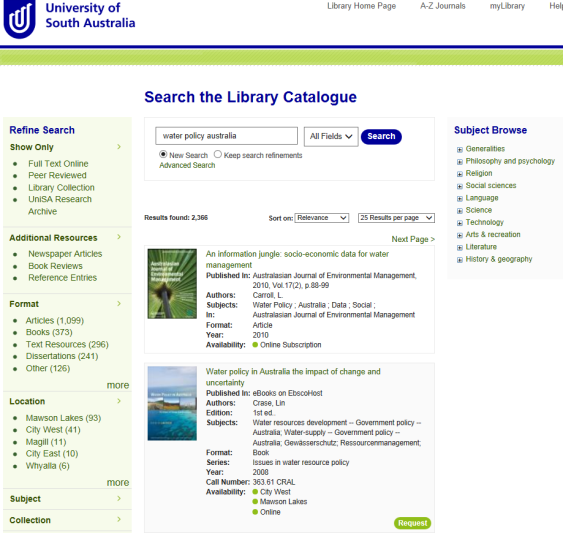 University of
South Australia
Library Home Page
A-Z Journals
myLibrary
Help
Search the Library Catalogue
Refine Search
Show Only
Full Text Online
Peer Reviewed
Library Collection
UniSA Research
Archive
Additional Resources
Newspaper Articles
Book Reviews
Reference Entries
Format
Articles (1,099)
Books (373)
Text Resources (296)
Dissertations (241)
Other (126)
more
Location
Mawson Lakes (93)
City West (41)
Magill (11)
City East (10)
Whyalla (6)
more
Subject
Collection
water policy australia
All Fields
Search
New Search Keep search refinements
Advanced Search
Results found: 2,366
Sort on: Relevance
25 Results per page
Next Page >
Australasian
Journal of
Environmental
Management
An information jungle: socio-economic data for water
management
Published In: Australasian Journal of Environmental Management,
2010, Vol.17(2), p.88-99
Authors: Carroll, L.
Subjects: Water Policy ; Australia ; Data ; Social ;
In: Australasian Journal of Environmental Management
Format: Article
Year: 2010
Availability: Online Subscription
Water policy in Australia the impact of change and
uncertainty
Published In: eBooks on EbscoHost
Authors: Crase, Lin
Edition: 1st ed..
Subjects: Water resources development -- Government policy --
Australia; Water-supply -- Government policy --
Australia; Gewässerschutz; Ressourcenmanagement;
Format: Book
Series: Issues in water resource policy
Year: 2008
Call Number: 363.61 CRAL
Availability: City West
Mawson Lakes
Online
Request
Subject Browse
Generalities
Philosophy and psychology
Religion
Social sciences
Language
Science
Technology
Arts & recreation
Literature
History & geography